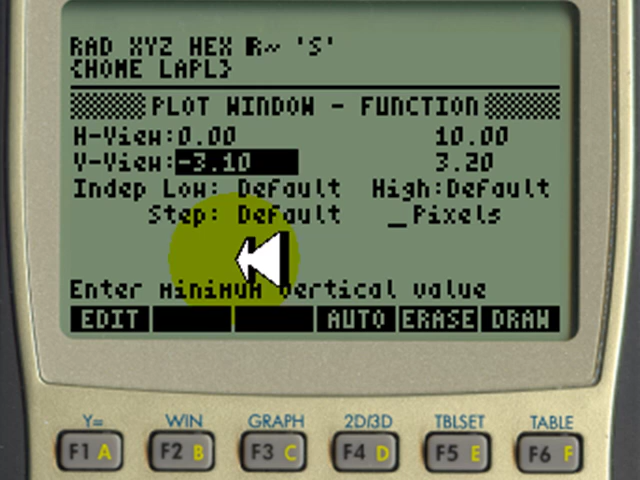 RAD XYZ HEX R~ 'S'
{HOME LAPL}
PLOT WINDOW - FUNCTION
H-View:0.00 10.00
V-View:-3.10 3.20
Indep Low: Default High:Default
Step: Default _Pixels
Enter minimum vertical value
EDIT AUTO ERASE DRAW
Y= WIN GRAPH 2D/3D TBLSET TABLE
F1 A F2 B F3 C F4 D F5 E F6 F